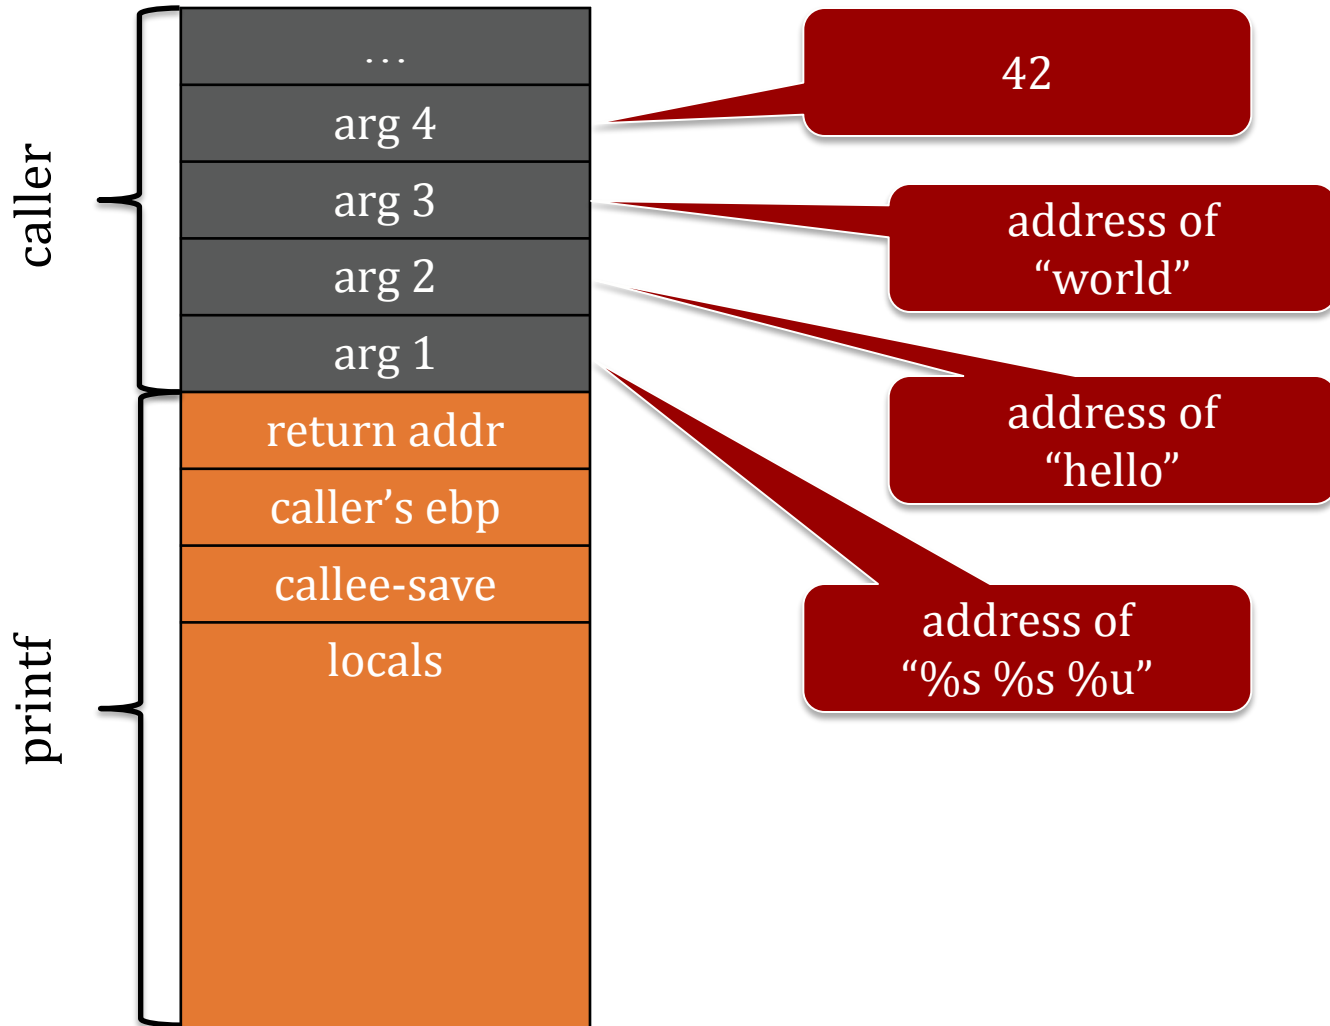 caller
…
arg 4
arg 3
arg 2
arg 1
printf
return addr
caller’s ebp
callee-save
locals
42
address of
“world”
address of
“hello”
address of
“%s %s %u”